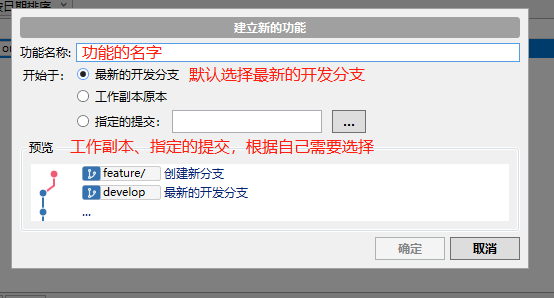 按日期排序
建立新的功能
功能名称: 功能的名字
开始于: 最新的开发分支 默认选择最新的开发分支
工作副本原本
指定的提交: ...
预览 工作副本、指定的提交，根据自己需要选择
feature/ 创建新分支
develop 最新的开发分支
...
确定 取消